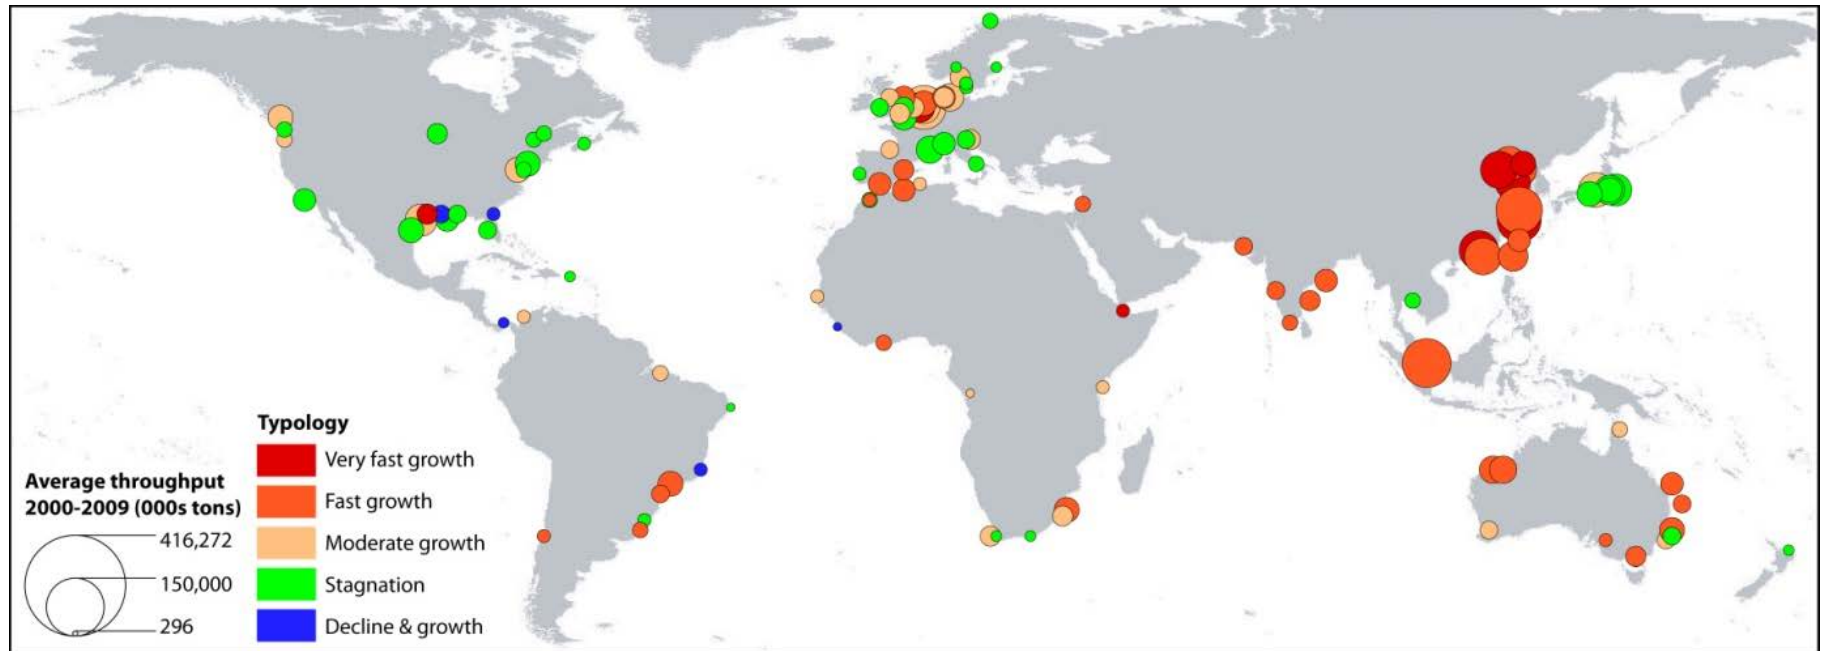 Typology
Very fast growth
Fast growth
Moderate growth
Stagnation
Decline & growth
Average throughput
2000-2009 (000s tons)
416,272
150,000
296